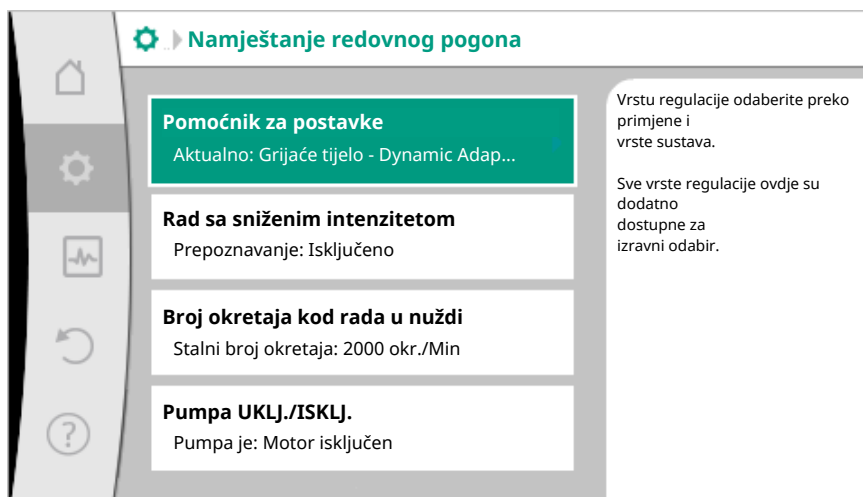 Namještanje redovnog pogona
Pomoćnik za postavke
Aktualno: Grijaće tijelo - Dynamic Adap...
Rad sa sniženim intenzitetom
Prepoznavanje: Isključeno
Broj okretaja kod rada u nuždi
Stalni broj okretaja: 2000 okr./Min
Pumpa UKLJ./ISKLJ.
Pumpa je: Motor isključen
Vrstu regulacije odaberite preko
primjene i
vrste sustava.
Sve vrste regulacije ovdje su
dodatno
dostupne za
izravni odabir.